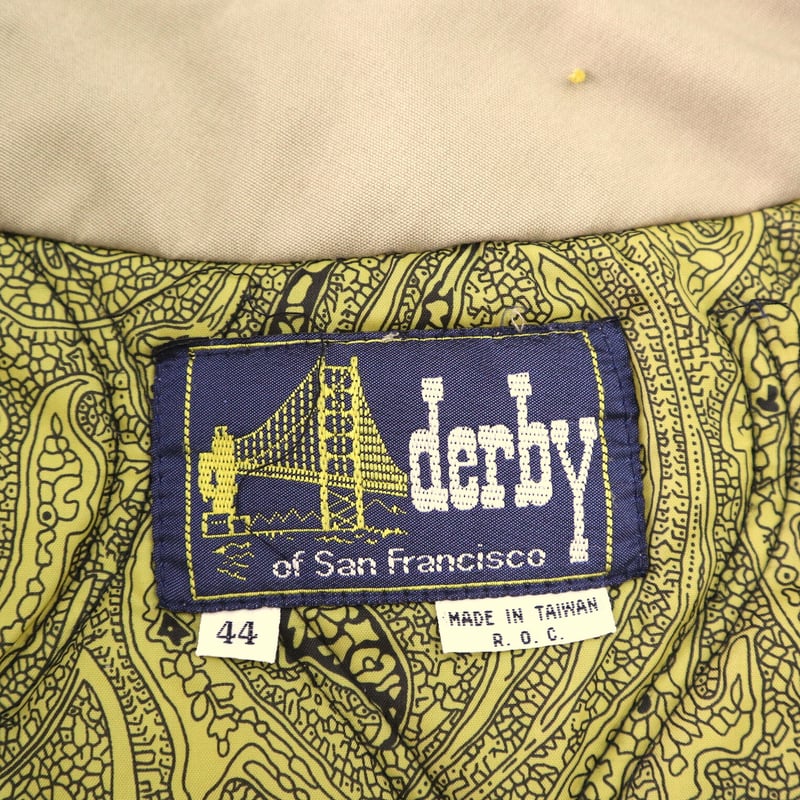 derby
of San Francisco
44
MADE IN TAIWAN
R. O. C.